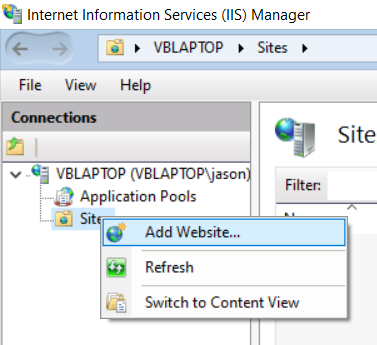 Internet Information Services (IIS) Manager
VBLAPTOP Sites
File View Help
Connections
VBLAPTOP (VBLAPTOP\jason)
Application Pools
Sites
Site
Filter:
Add Website...
Refresh
Switch to Content View